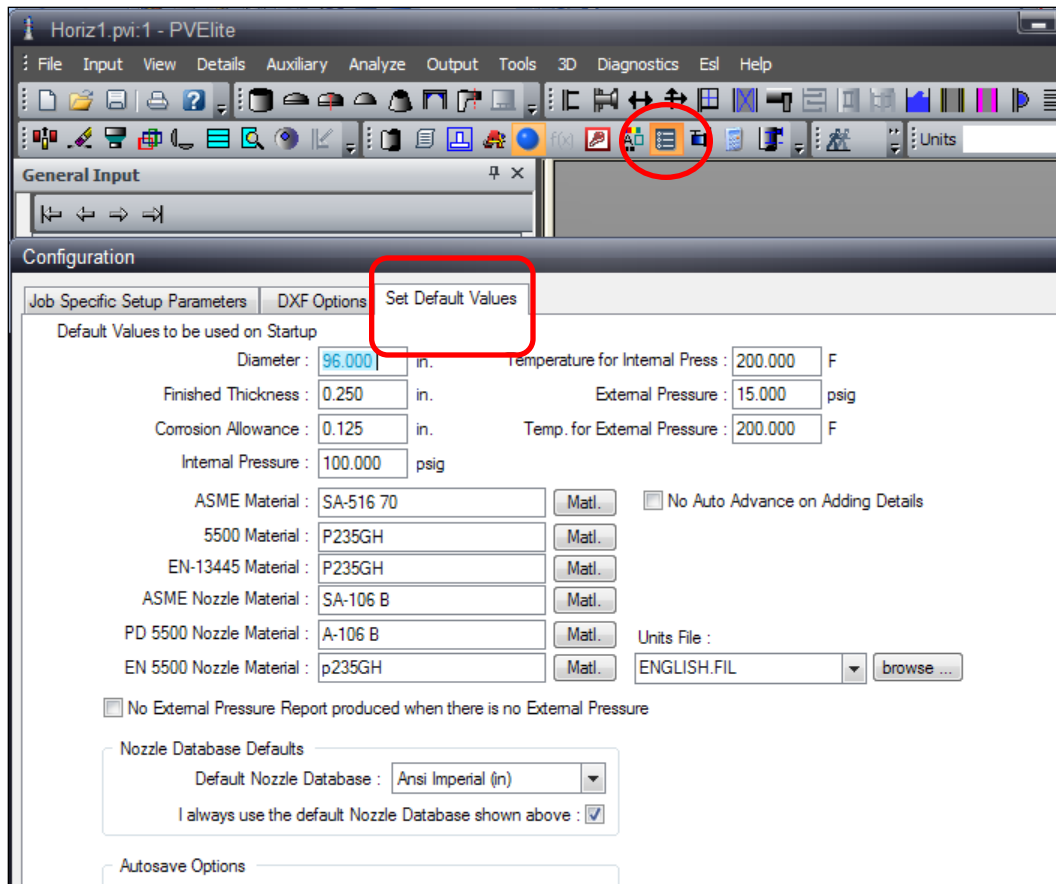 Horiz1.pvi:1 - PVElite
File Input View Details Auxiliary Analyze Output Tools 3D Diagnostics Esl Help
f(x) Units
General Input
Configuration
Job Specific Setup Parameters DXF Options Set Default Values
Default Values to be used on Startup
Diameter : 96.000 in. Temperature for Internal Press : 200.000 F
Finished Thickness : 0.250 in. External Pressure : 15.000 psig
Corrosion Allowance : 0.125 in. Temp. for External Pressure : 200.000 F
Internal Pressure : 100.000 psig
ASME Material : SA-516 70 Matl. No Auto Advance on Adding Details
5500 Material : P235GH Matl.
EN-13445 Material : P235GH Matl.
ASME Nozzle Material : SA-106 B Matl.
PD 5500 Nozzle Material : A-106 B Matl. Units File :
EN 5500 Nozzle Material : p235GH Matl. ENGLISH.FIL browse ...
No External Pressure Report produced when there is no External Pressure
Nozzle Database Defaults
Default Nozzle Database : Ansi Imperial (in)
I always use the default Nozzle Database shown above :
Autosave Options